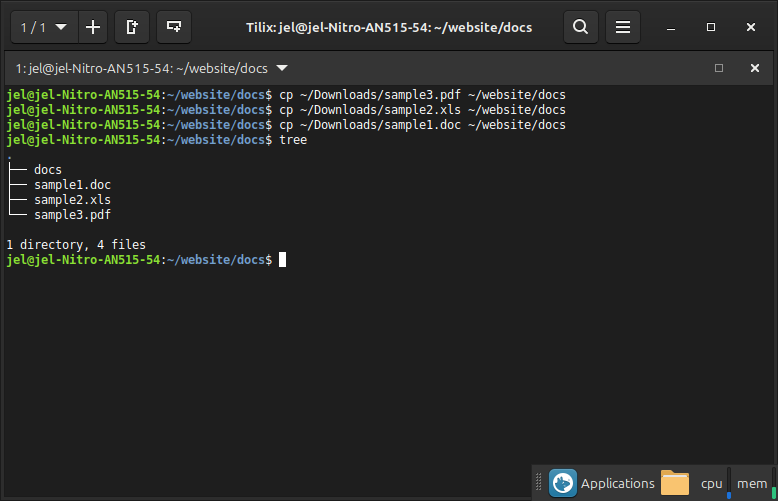 1 / 1
Tilix: jel@jel-Nitro-AN515-54: ~/website/docs
1: jel@jel-Nitro-AN515-54: ~/website/docs
jel@jel-Nitro-AN515-54:~/website/docs$ cp ~/Downloads/sample3.pdf ~/website/docs
jel@jel-Nitro-AN515-54:~/website/docs$ cp ~/Downloads/sample2.xls ~/website/docs
jel@jel-Nitro-AN515-54:~/website/docs$ cp ~/Downloads/sample1.doc ~/website/docs
jel@jel-Nitro-AN515-54:~/website/docs$ tree
.
├── docs
├── sample1.doc
├── sample2.xls
└── sample3.pdf
1 directory, 4 files
jel@jel-Nitro-AN515-54:~/website/docs$
Applications cpu mem